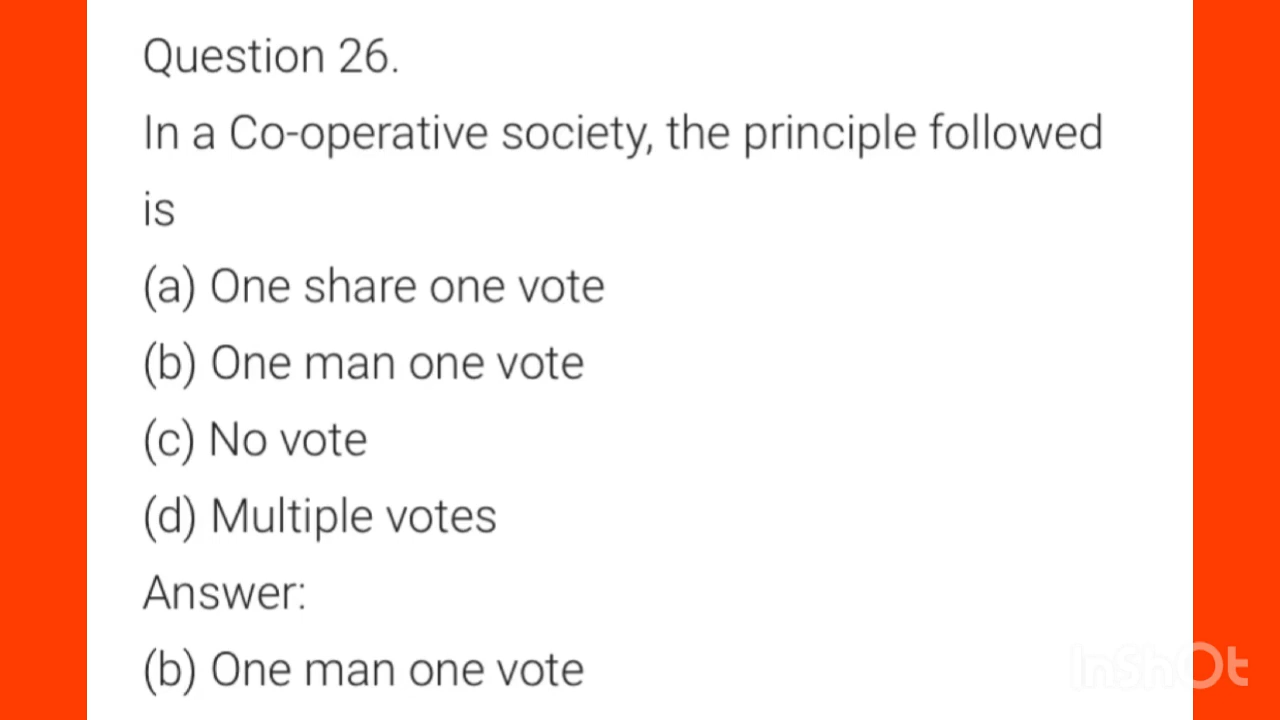 Question 26.
In a Co-operative society, the principle followed
is
(a) One share one vote
(b) One man one vote
(c) No vote
(d) Multiple votes
Answer:
(b) One man one vote
InShOt